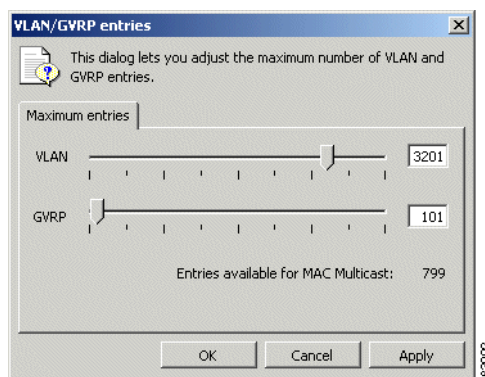 VLAN/GVRP entries
This dialog lets you adjust the maximum number of VLAN and
GVRP entries.
Maximum entries
VLAN 3201
GVRP 101
Entries available for MAC Multicast: 799
OK Cancel Apply